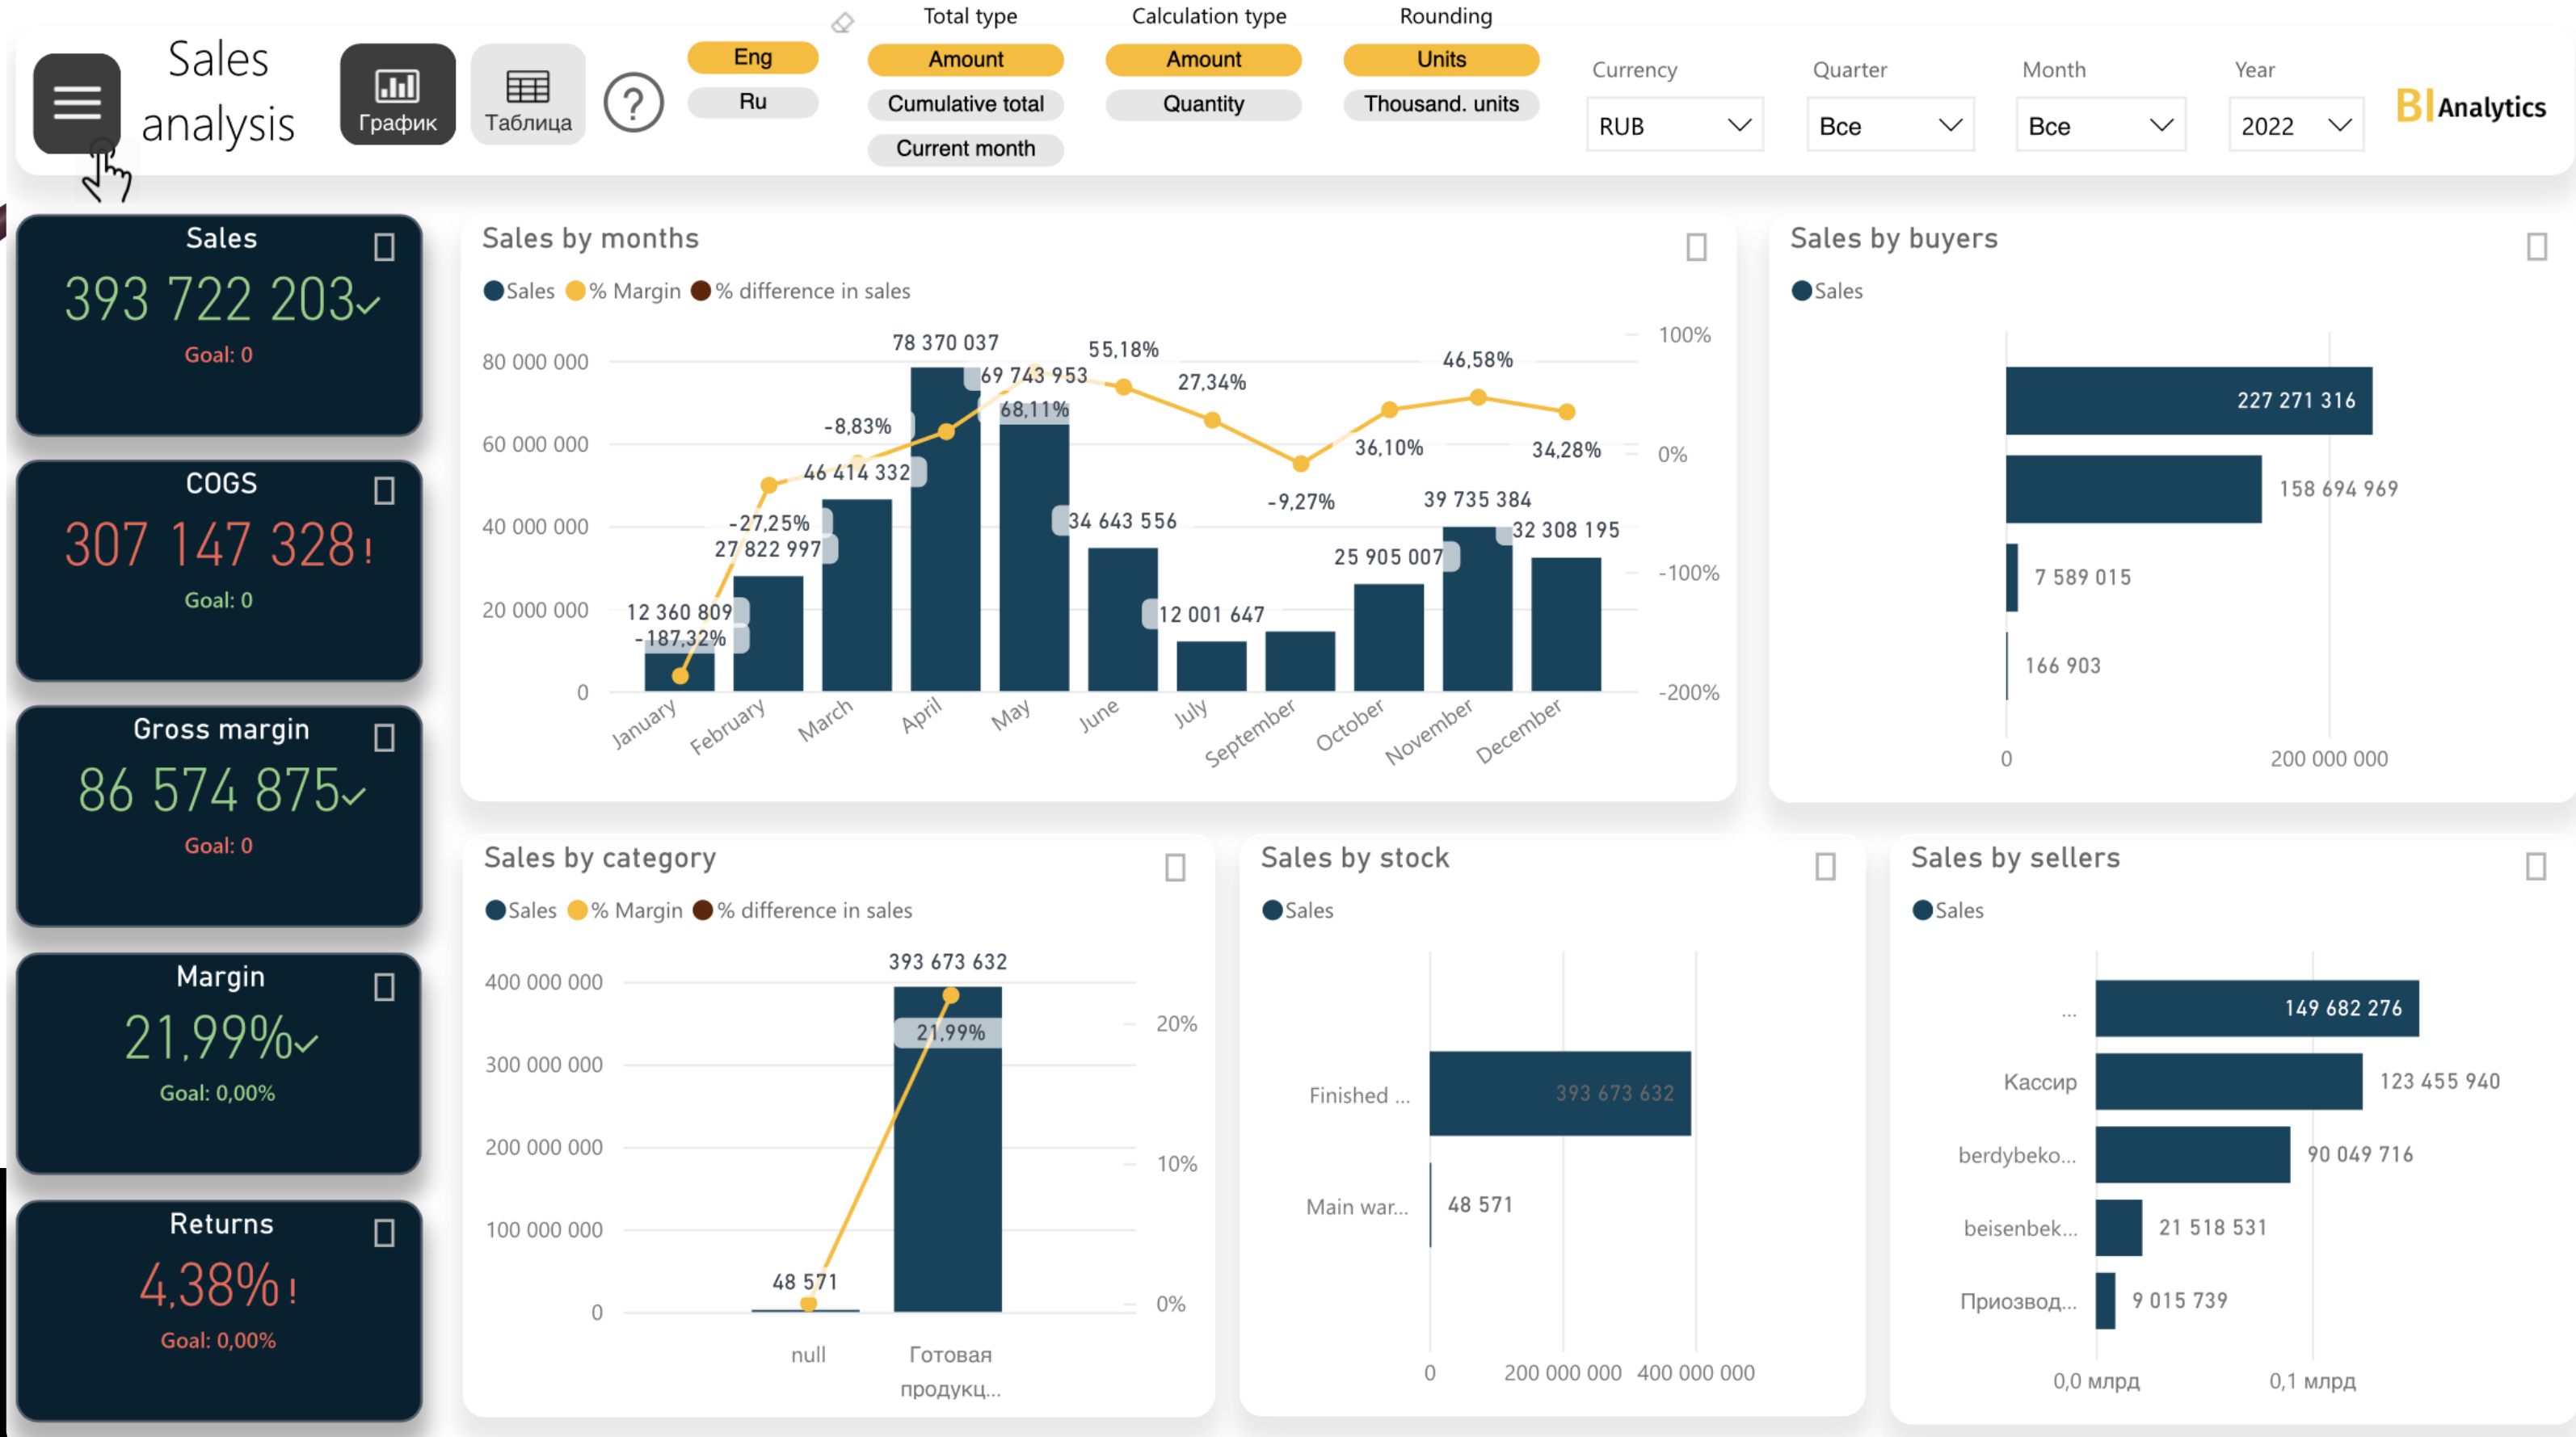 Sales
analysis
График
Таблица
?
Eng
Ru
Total type
Amount
Cumulative total
Current month
Calculation type
Amount
Quantity
Rounding
Units
Thousand. units
Currency
RUB
Quarter
Все
Month
Все
Year
2022
BI Analytics
Sales
393 722 203
Goal: 0
COGS
307 147 328!
Goal: 0
Gross margin
86 574 875
Goal: 0
Margin
21,99%
Goal: 0,00%
Returns
4,38%!
Goal: 0,00%
Sales by months
Sales % Margin % difference in sales
80 000 000
60 000 000
40 000 000
20 000 000
0
100%
0%
-100%
-200%
12 360 809
-187,32%
-27,25%
27 822 997
-8,83%
46 414 332
78 370 037
69 743 953
68,11%
55,18%
34 643 556
27,34%
12 001 647
-9,27%
36,10%
25 905 007
46,58%
39 735 384
34,28%
32 308 195
January
February
March
April
May
June
July
September
October
November
December
Sales by buyers
Sales
227 271 316
158 694 969
7 589 015
166 903
0
200 000 000
Sales by category
Sales % Margin % difference in sales
400 000 000
300 000 000
200 000 000
100 000 000
0
393 673 632
21,99%
48 571
20%
10%
0%
null
Готовая
продукц...
Sales by stock
Sales
Finished ...
393 673 632
Main war...
48 571
0
200 000 000
400 000 000
Sales by sellers
Sales
...
149 682 276
Кассир
123 455 940
berdybeko...
90 049 716
beisenbek...
21 518 531
Приозвод...
9 015 739
0,0 млрд
0,1 млрд